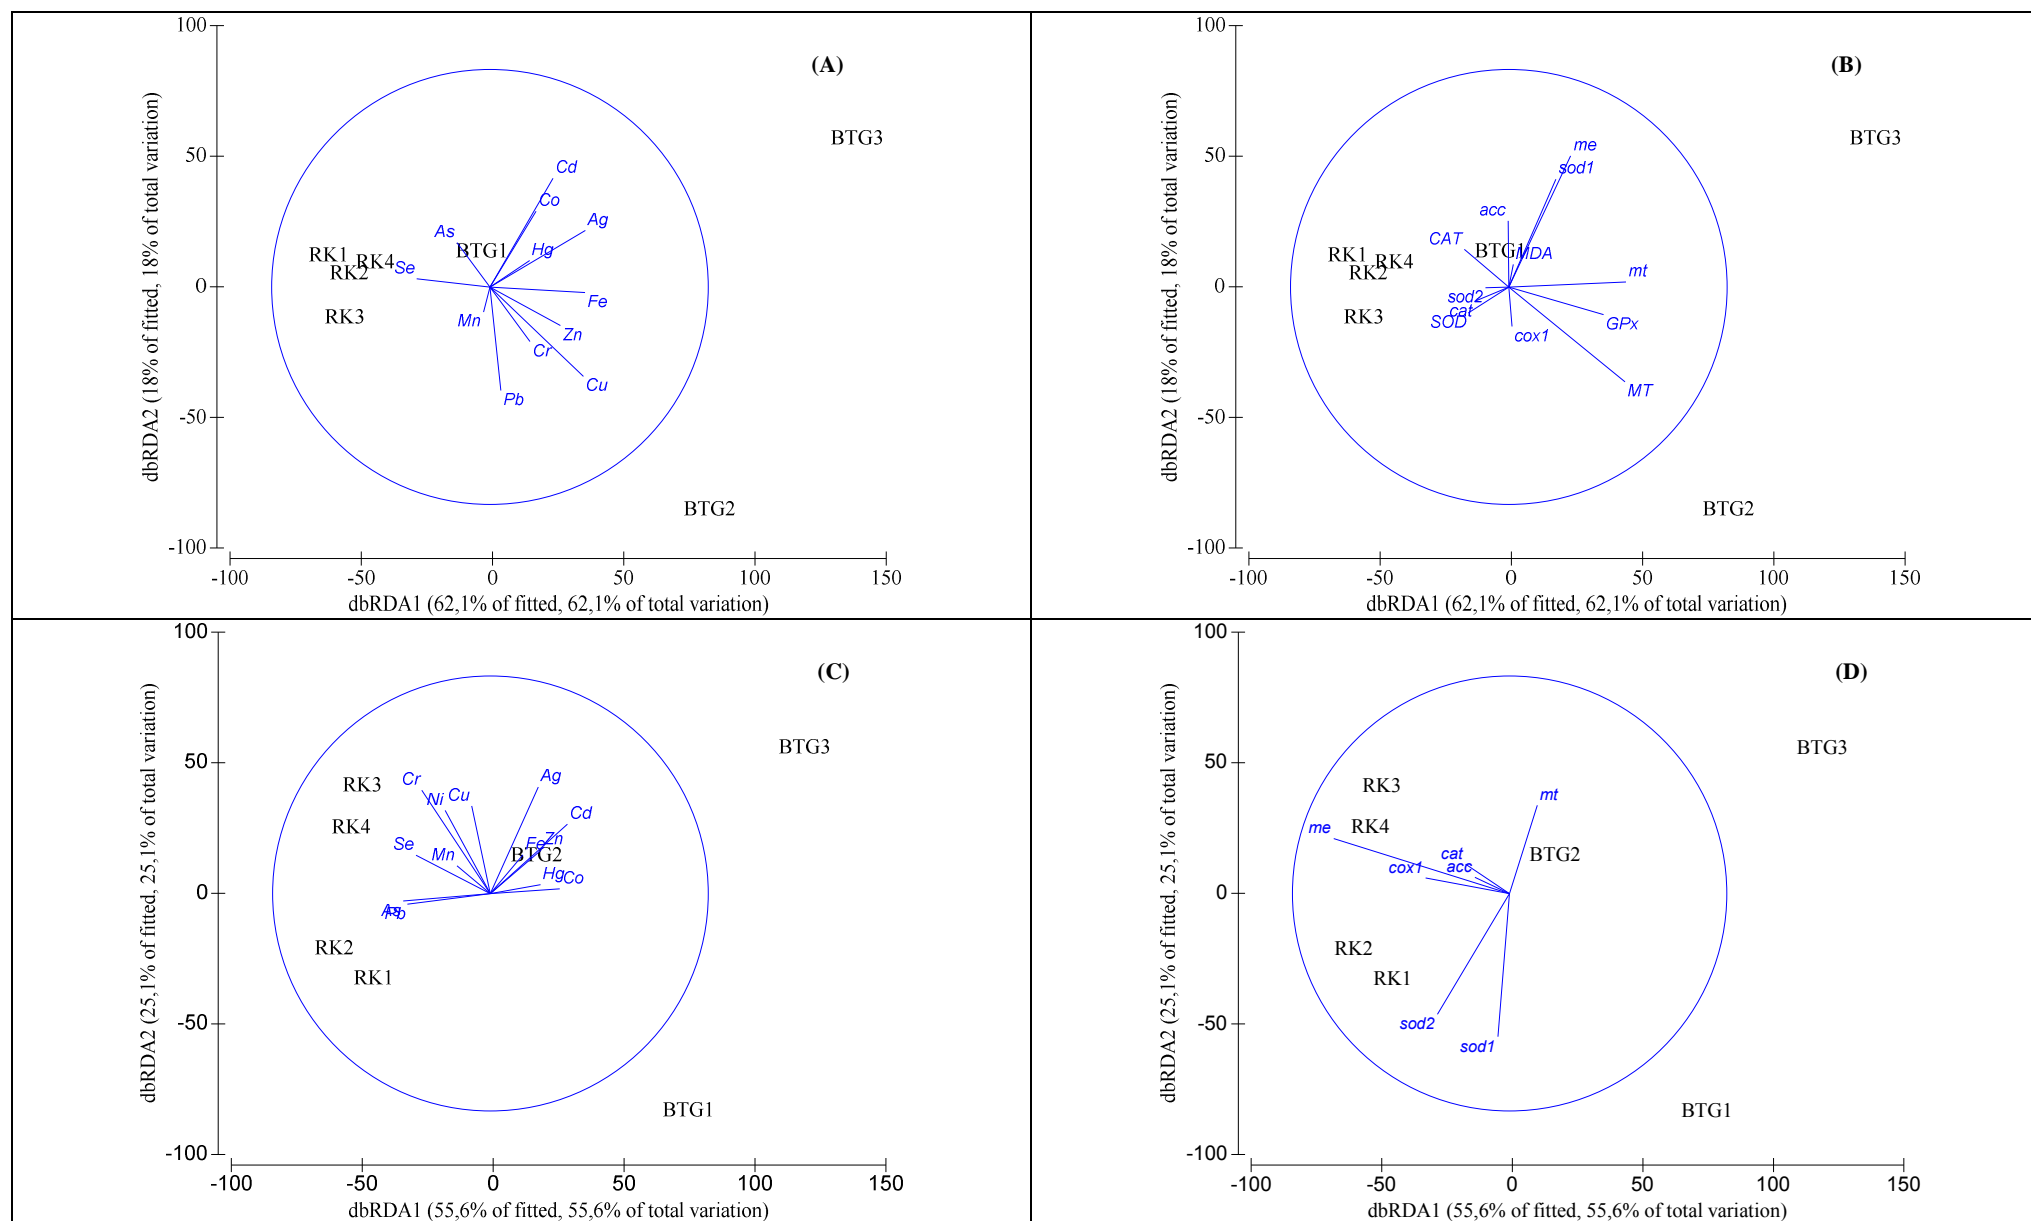 (A)
dbRDA2 (18% of fitted, 18% of total variation)
100
50
0
-50
-100
BTG3
Cd
Co
Ag
As
BTG1
Hg
RK1
RK4
RK2
Se
Fe
RK3
Mn
Zn
Cr
Cu
Pb
BTG2
-100 -50 0 50 100 150
dbRDA1 (62,1% of fitted, 62,1% of total variation)
(B)
dbRDA2 (18% of fitted, 18% of total variation)
100
50
0
-50
-100
BTG3
me
sod1
acc
CAT
BTG1
MDA
RK1
RK4
RK2
mt
sod2
cat
SOD
RK3
GPx
cox1
MT
BTG2
-100 -50 0 50 100 150
dbRDA1 (62,1% of fitted, 62,1% of total variation)
(C)
dbRDA2 (25,1% of fitted, 25,1% of total variation)
100
50
0
-50
-100
BTG3
Cr
Ag
RK3
Ni
Cu
Cd
RK4
Se
Mn
Fe
Zn
BTG2
Hg
Co
As
Pb
RK2
RK1
BTG1
-100 -50 0 50 100 150
dbRDA1 (55,6% of fitted, 55,6% of total variation)
(D)
dbRDA2 (25,1% of fitted, 25,1% of total variation)
100
50
0
-50
-100
BTG3
RK3
mt
me
RK4
cat
BTG2
cox1
acc
RK2
RK1
sod2
sod1
BTG1
-100 -50 0 50 100 150
dbRDA1 (55,6% of fitted, 55,6% of total variation)